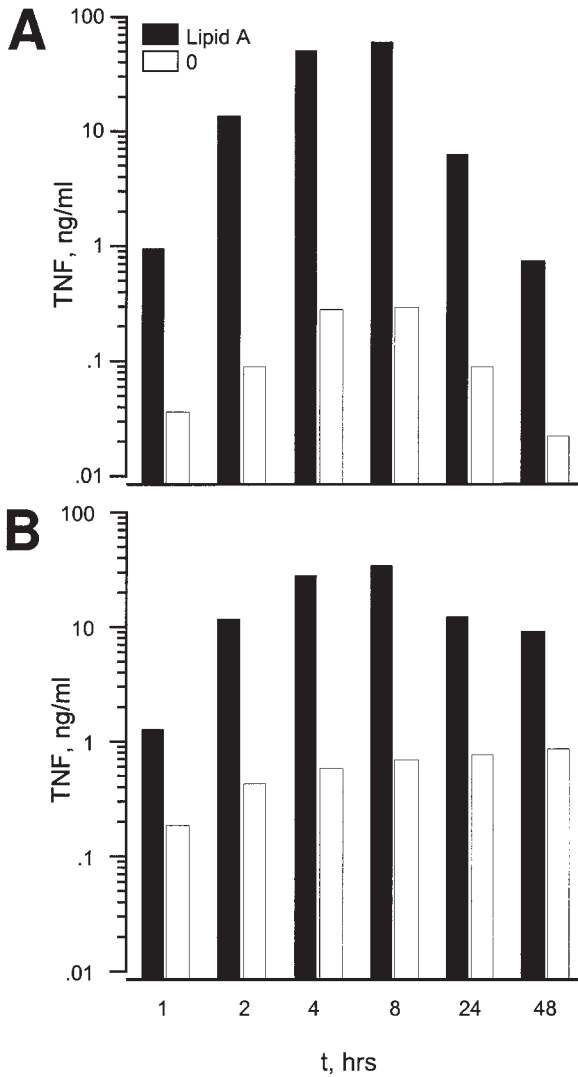 A
100
10
1
.1
.01
TNF, ng/ml
Lipid A
0
B
100
10
1
.1
.01
TNF, ng/ml
1 2 4 8 24 48
t, hrs